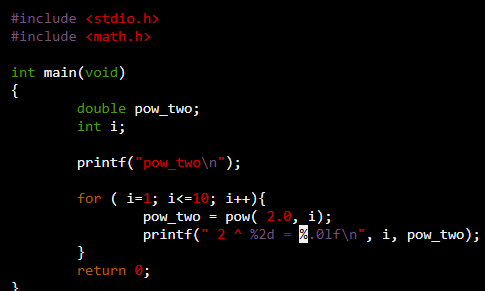 #include <stdio.h>
#include <math.h>

int main(void)
{
        double pow_two;
        int i;

        printf("pow_two\n");

        for ( i=1; i<=10; i++){
                pow_two = pow( 2.0, i);
                printf(" 2 ^ %2d = %.0lf\n", i, pow_two);
        }
        return 0;
}